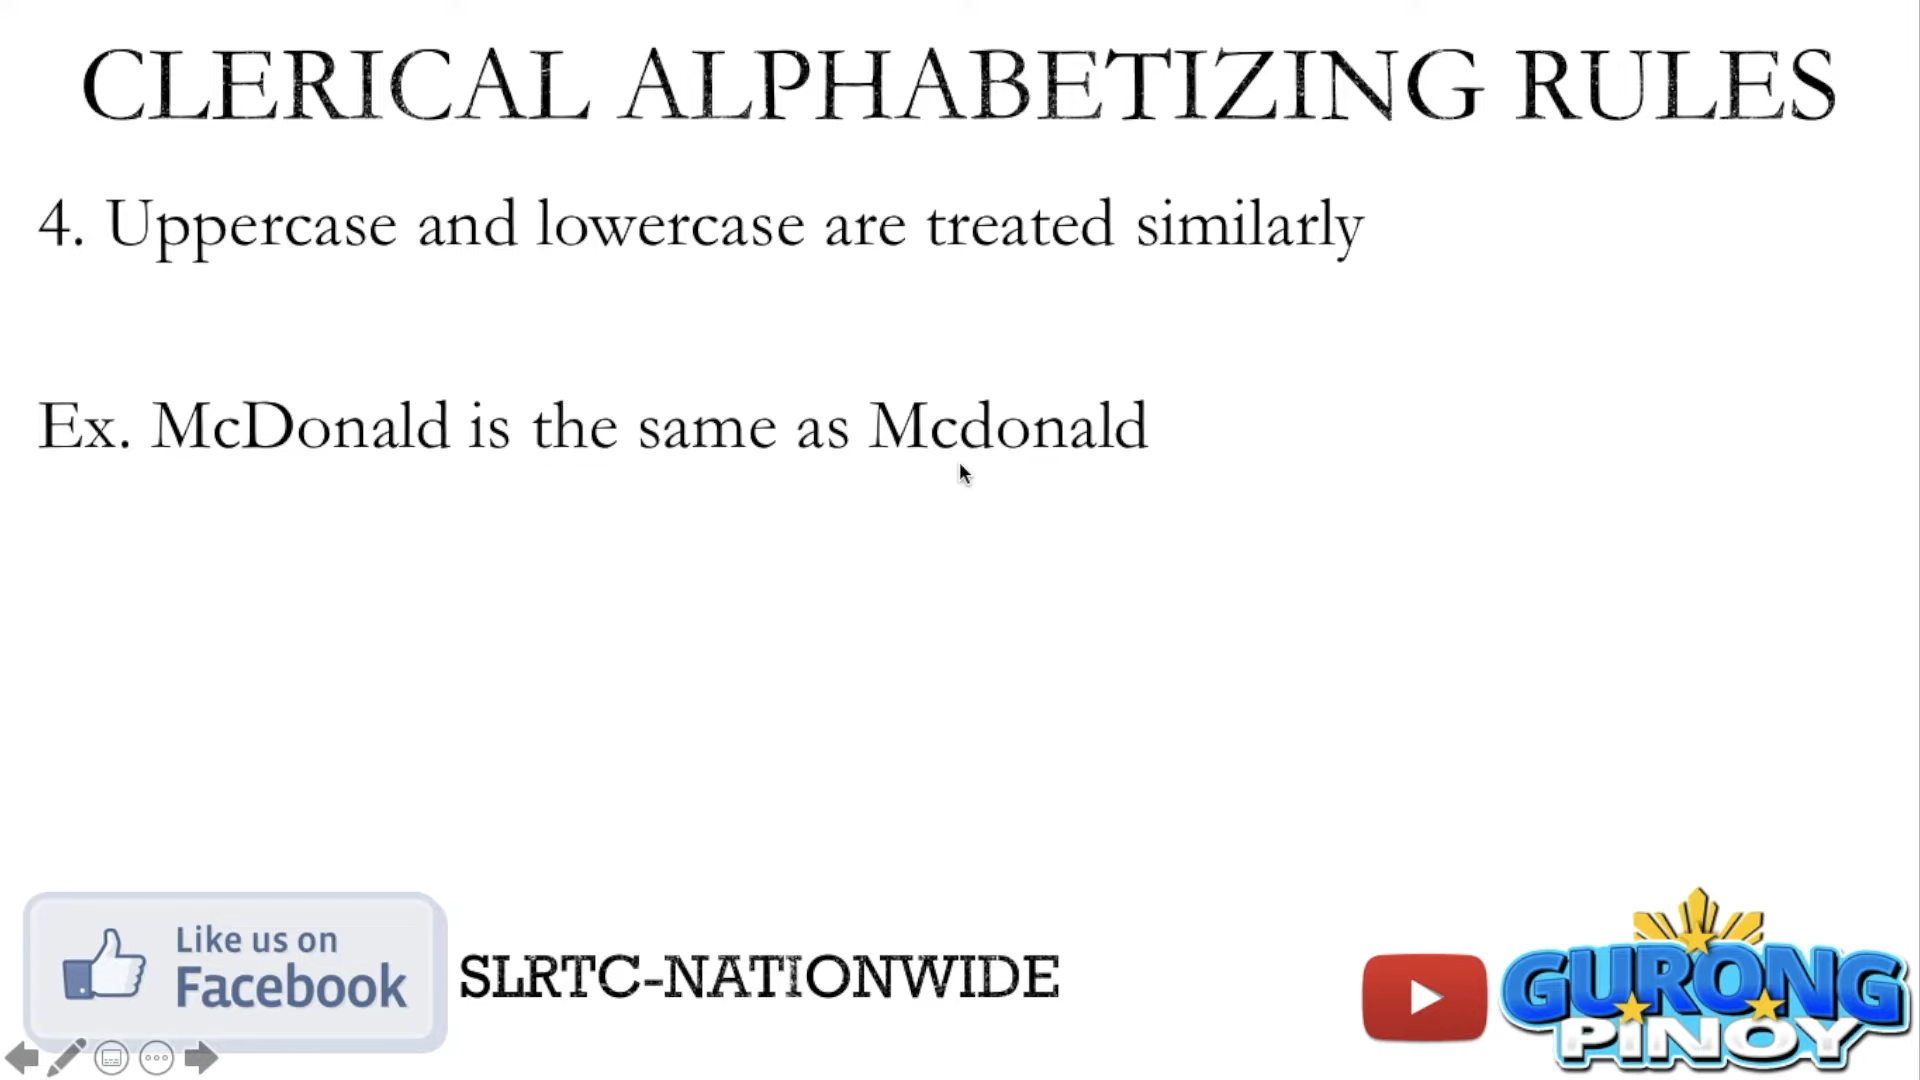 CLERICAL ALPHABETIZING RULES
4. Uppercase and lowercase are treated similarly
Ex. McDonald is the same as Mcdonald
Like us on
Facebook
SLRTC-NATIONWIDE
GURONG
PINOY